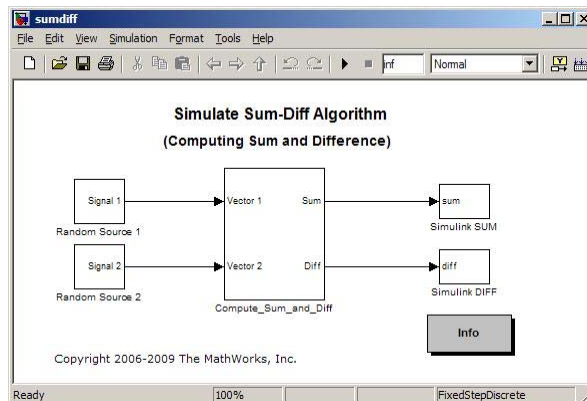 sumdiff
File Edit View Simulation Format Tools Help
inf Normal
Simulate Sum-Diff Algorithm
(Computing Sum and Difference)
Signal 1 Vector 1 Sum sum
Random Source 1 Simulink SUM
Signal 2 Vector 2 Diff diff
Random Source 2 Simulink DIFF
Compute_Sum_and_Diff
Info
Copyright 2006-2009 The MathWorks, Inc.
Ready 100% FixedStepDiscrete